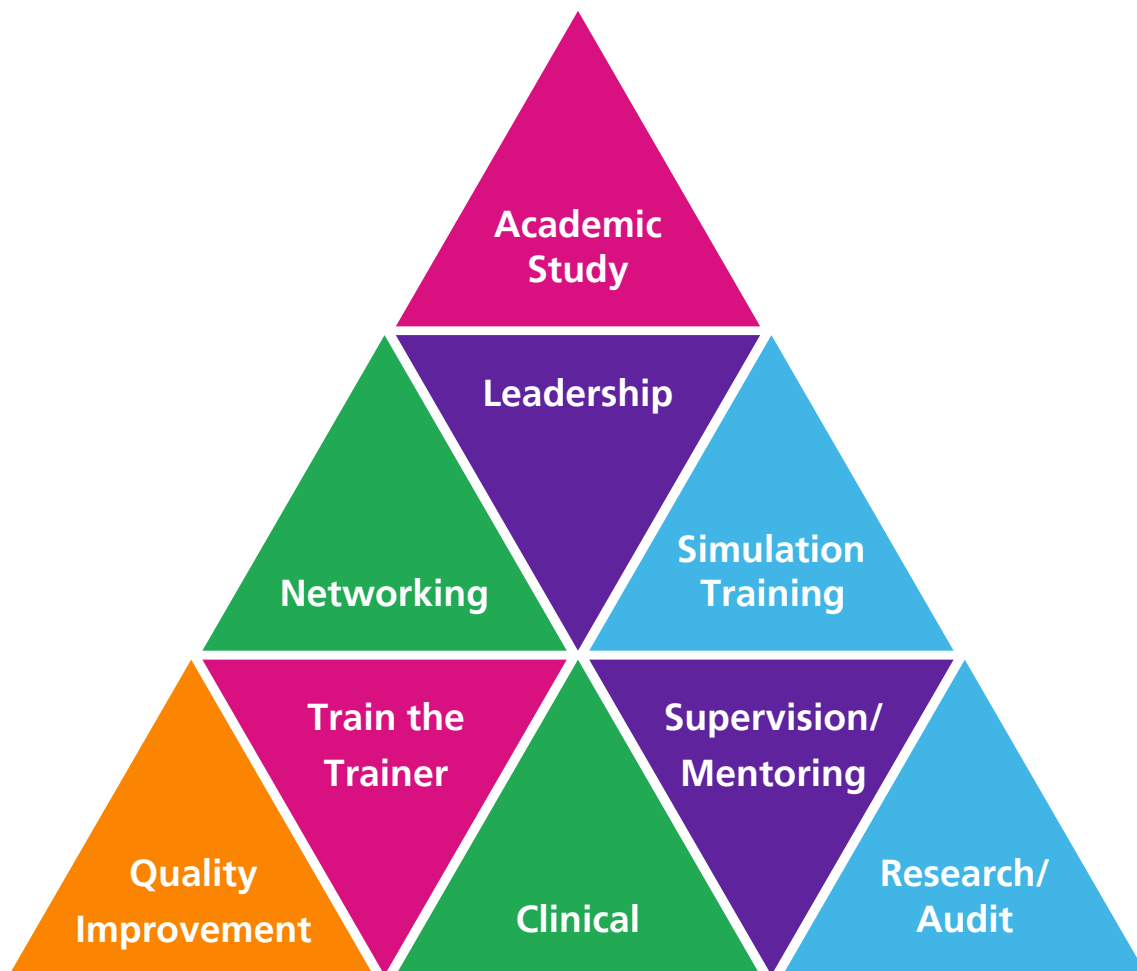 Academic
Study
Leadership
Networking
Simulation
Training
Train the
Trainer
Supervision/
Mentoring
Quality
Improvement
Clinical
Research/
Audit